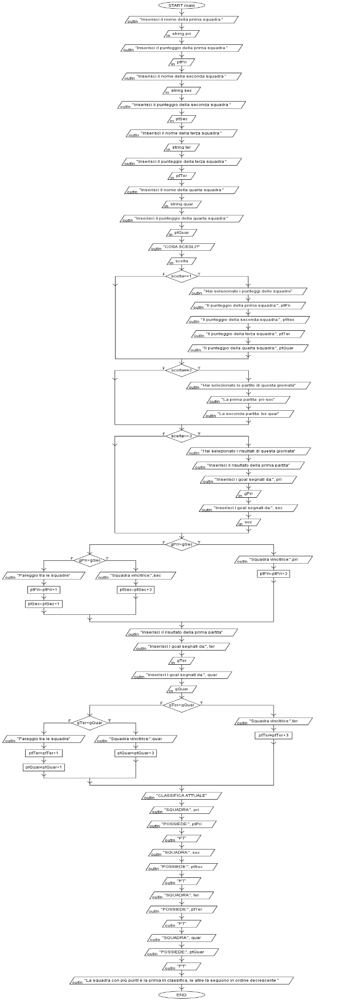 START main
outln "Inserisci il nome della prima squadra "
in string pri
outln "Inserisci il punteggio della prima squadra "
in ptPri
outln "Inserisci il nome della seconda squadra "
in string sec
outln "Inserisci il punteggio della seconda squadra "
in ptSec
outln "Inserisci il nome della terza squadra "
in string ter
outln "Inserisci il punteggio della terza squadra "
in ptTer
outln "Inserisci il nome della quarta squadra "
in string quar
outln "Inserisci il punteggio della quarta squadra "
in ptQuar
outln "COSA SCEGLI?"
in scelta
F scelta==1 T
outln "Hai selezionato i punteggi delle squadre"
outln "Il punteggio della prima squadra:", ptPri
outln "Il punteggio della seconda squadra:", ptSec
outln "Il punteggio della terza squadra:", ptTer
outln "Il punteggio della quarta squadra:", ptQuar
F scelta==2 T
outln "Hai selezionato le partite di questa giornata"
outln "La prima partita: pri-sec"
outln "La seconda partita: ter-quar"
F scelta==3 T
outln "Hai selezionato i risultati di questa giornata"
outln "Inserisci il risultato della prima partita"
outln "Inserisci i goal segnati da:", pri
in gPri
outln "Inserisci i goal segnati da:", sec
in sec
F gPri>gSec T
F gPri<gSec T
outln "Squadra vincitrice:",pri
outln "Pareggio tra le squadre"
outln "Squadra vincitrice:",sec
ptPri=ptPri+3
ptPri=ptPri+1
ptSec=ptSec+3
ptSec=ptSec+1
outln "Inserisci il risultato della prima partita"
outln "Inserisci i goal segnati da:", ter
in gTer
outln "Inserisci i goal segnati da:", quar
in gQuar
F gTer>gQuar T
F gTer<gQuar T
outln "Squadra vincitrice:",ter
outln "Pareggio tra le squadre"
outln "Squadra vincitrice:",quar
ptTer=ptTer+3
ptTer=ptTer+1
ptQuar=ptQuar+3
ptQuar=ptQuar+1
outln "CLASSIFICA ATTUALE"
outln "SQUADRA:", pri
outln "POSSIEDE:", ptPri
outln "PT"
outln "SQUADRA:", sec
outln "POSSIEDE:", ptSec
outln "PT"
outln "SQUADRA:", ter
outln "POSSIEDE:", ptTer
outln "PT"
outln "SQUADRA:", quar
outln "POSSIEDE:", ptQuar
outln "PT"
outln "La squadra con più punti è la prima in classifica, le altre la seguono in ordine decrescente "
END